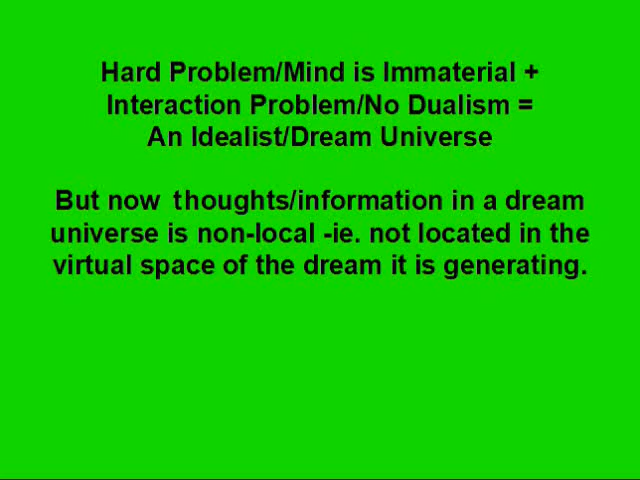 Hard Problem/Mind is Immaterial +
Interaction Problem/No Dualism =
An Idealist/Dream Universe
But now thoughts/information in a dream
universe is non-local -ie. not located in the
virtual space of the dream it is generating.